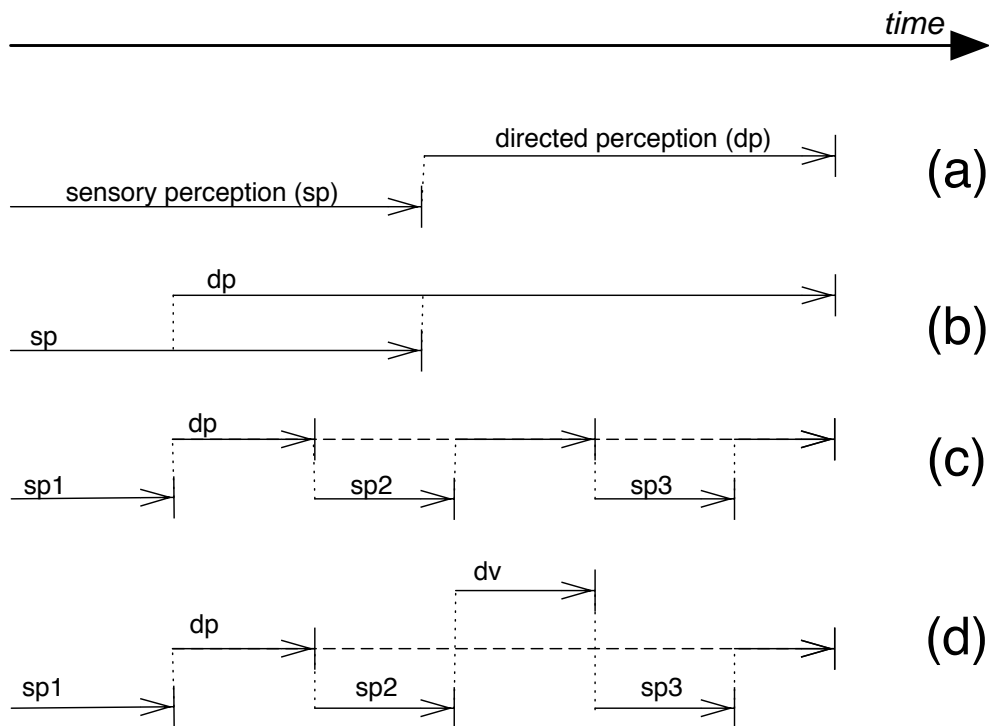 time
directed perception (dp)
(a)
sensory perception (sp)
dp
(b)
sp
dp
(c)
sp1 sp2 sp3
dv
dp
(d)
sp1 sp2 sp3